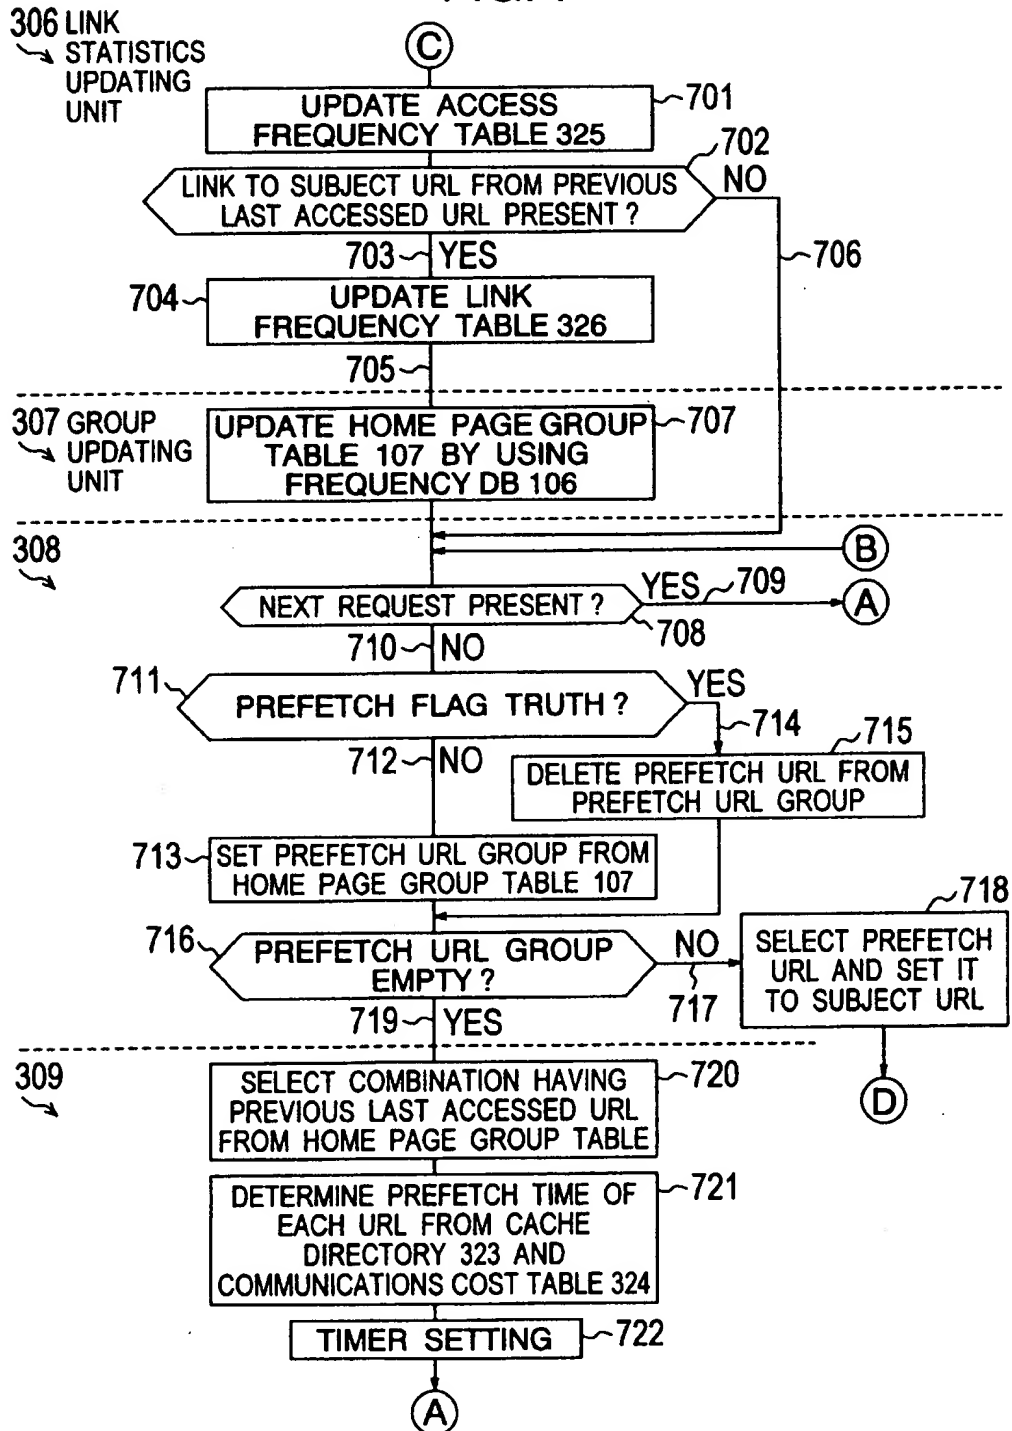 306 LINK
STATISTICS
UPDATING
UNIT
C
UPDATE ACCESS
FREQUENCY TABLE 325
701
702
LINK TO SUBJECT URL FROM PREVIOUS
LAST ACCESSED URL PRESENT ?
NO
703
YES
706
704
UPDATE LINK
FREQUENCY TABLE 326
705
307 GROUP
UPDATING
UNIT
UPDATE HOME PAGE GROUP
TABLE 107 BY USING
FREQUENCY DB 106
707
308
B
NEXT REQUEST PRESENT ?
YES
709
A
708
710
NO
711
PREFETCH FLAG TRUTH ?
YES
714
712
NO
715
DELETE PREFETCH URL FROM
PREFETCH URL GROUP
713
SET PREFETCH URL GROUP FROM
HOME PAGE GROUP TABLE 107
716
PREFETCH URL GROUP
EMPTY ?
NO
717
718
SELECT PREFETCH
URL AND SET IT
TO SUBJECT URL
719
YES
D
309
SELECT COMBINATION HAVING
PREVIOUS LAST ACCESSED URL
FROM HOME PAGE GROUP TABLE
720
DETERMINE PREFETCH TIME OF
EACH URL FROM CACHE
DIRECTORY 323 AND
COMMUNICATIONS COST TABLE 324
721
TIMER SETTING
722
A